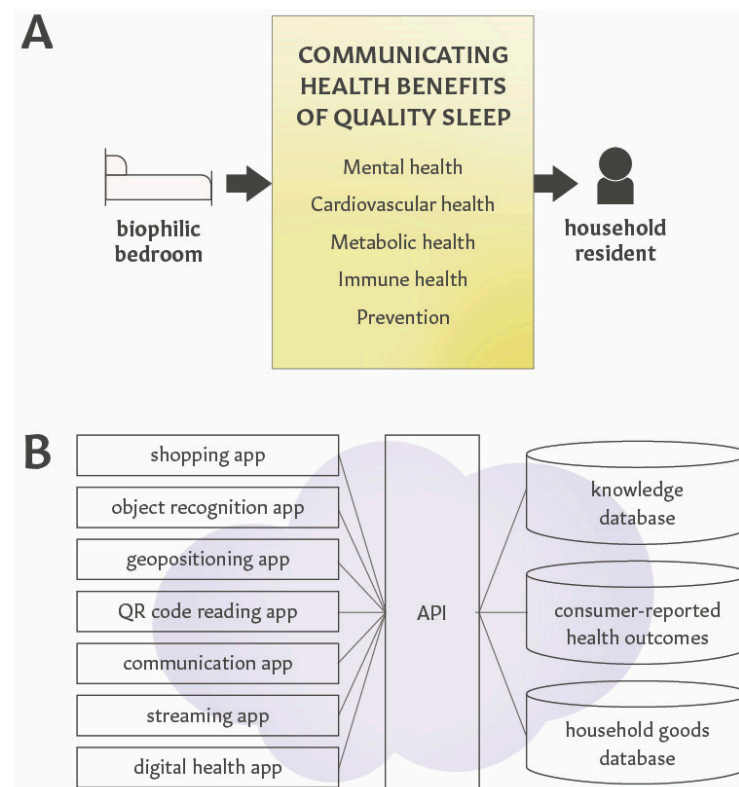 A
COMMUNICATING
HEALTH BENEFITS
OF QUALITY SLEEP
Mental health
Cardiovascular health
Metabolic health
Immune health
Prevention
biophilic
bedroom
household
resident
B
shopping app
object recognition app
geopositioning app
QR code reading app
communication app
streaming app
digital health app
API
knowledge
database
consumer-reported
health outcomes
household goods
database